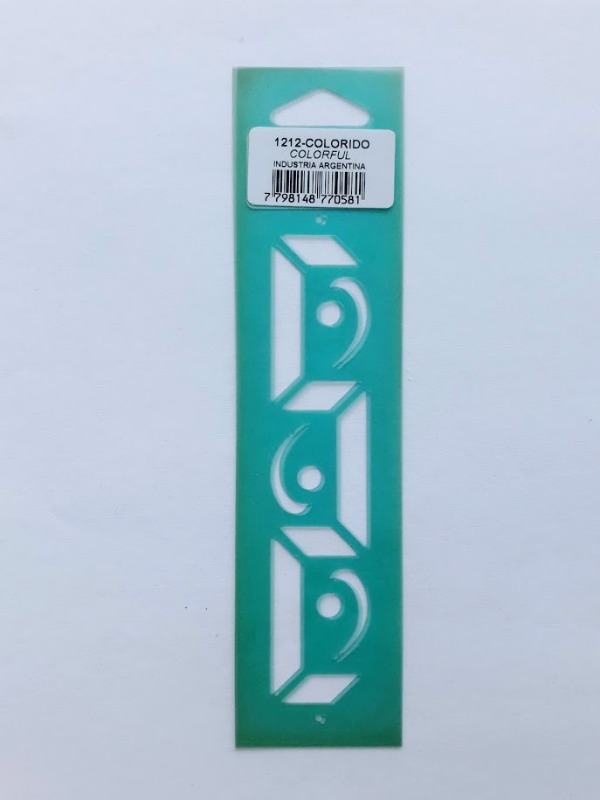 1212-COLORIDO
COLORFUL
INDUSTRIA ARGENTINA
7 798148 770581